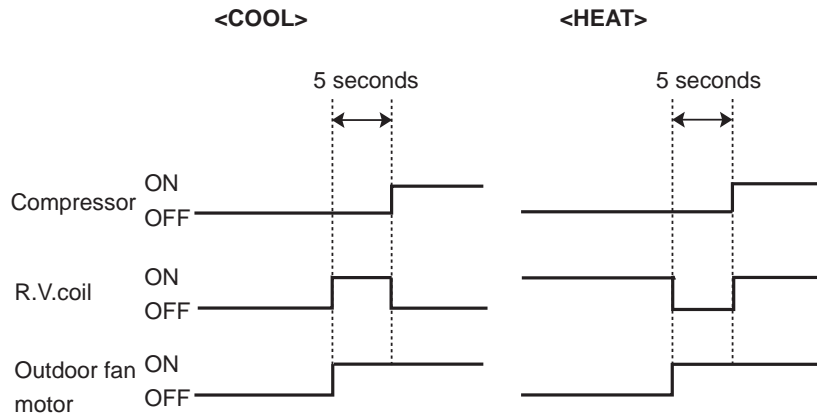 <COOL> <HEAT>
5 seconds 5 seconds
Compressor ON
OFF
R.V.coil ON
OFF
Outdoor fan motor ON
OFF